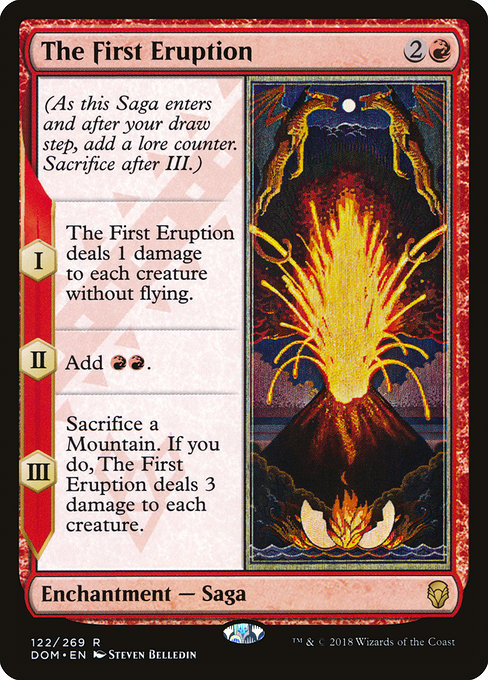 The First Eruption 2
(As this Saga enters
and after your draw
step, add a lore counter.
Sacrifice after III.)
I
The First Eruption
deals 1 damage
to each creature
without flying.
II
Add .
III
Sacrifice a
Mountain. If you
do, The First
Eruption deals 3
damage to each
creature.
Enchantment — Saga
122/269 R
DOM • EN Steven Belledin
™ & © 2018 Wizards of the Coast